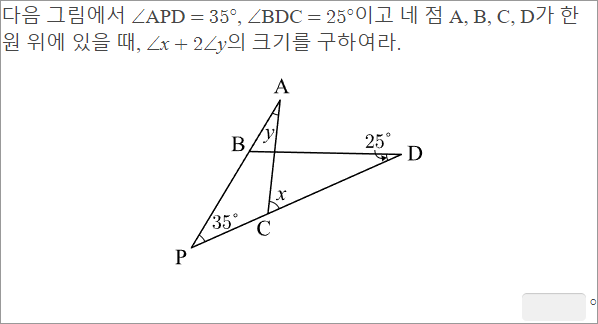 다음 그림에서 ∠APD = 35°, ∠BDC = 25°이고 네 점 A, B, C, D가 한
원 위에 있을 때, ∠x + 2∠y의 크기를 구하여라.
A
B
y
25°
D
x
35°
C
P
°